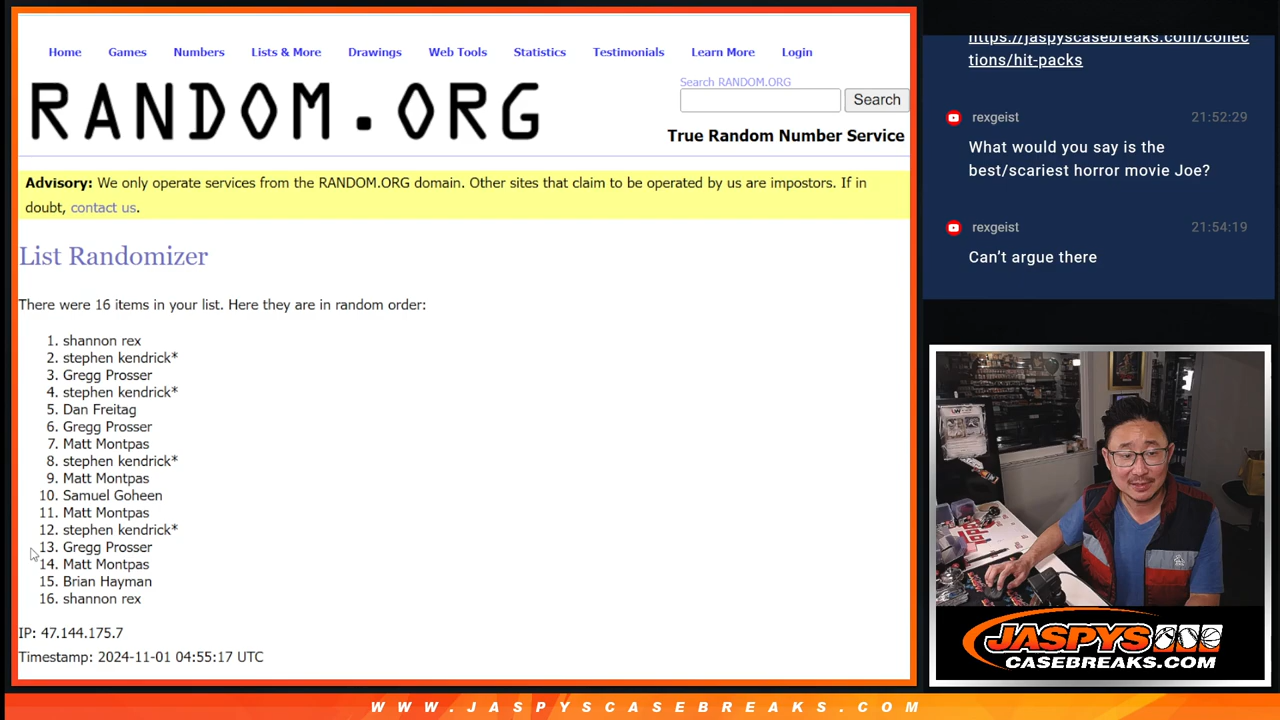 Home Games Numbers Lists & More Drawings Web Tools Statistics Testimonials Learn More Login
RANDOM.ORG
Search RANDOM.ORG
Search
True Random Number Service
Advisory: We only operate services from the RANDOM.ORG domain. Other sites that claim to be operated by us are impostors. If in
doubt, contact us.
List Randomizer
There were 16 items in your list. Here they are in random order:
1. shannon rex
2. stephen kendrick*
3. Gregg Prosser
4. stephen kendrick*
5. Dan Freitag
6. Gregg Prosser
7. Matt Montpas
8. stephen kendrick*
9. Matt Montpas
10. Samuel Goheen
11. Matt Montpas
12. stephen kendrick*
13. Gregg Prosser
14. Matt Montpas
15. Brian Hayman
16. shannon rex
IP: 47.144.175.7
Timestamp: 2024-11-01 04:55:17 UTC
https://jaspyscasebreaks.com/collec
tions/hit-packs
rexgeist 21:52:29
What would you say is the
best/scariest horror movie Joe?
rexgeist 21:54:19
Can't argue there
JASPYS
CASEBREAKS.COM
WWW.JASPYSCASEBREAKS.COM